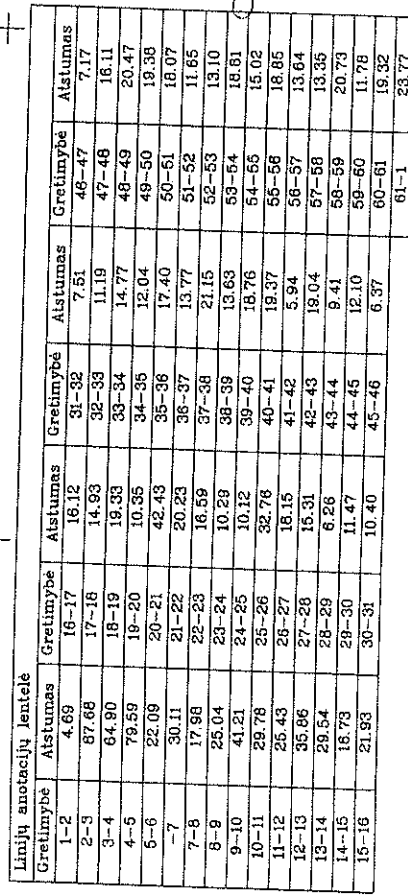 Linijų anotacijų lentelė
Gretimybė Atstumas Gretimybė Atstumas Gretimybė Atstumas Gretimybė Atstumas
1-2 4.69 16-17 16.12 31-32 7.51 46-47 7.17
2-3 87.68 17-18 14.93 32-33 11.19 47-48 16.11
3-4 64.90 18-19 19.33 33-34 14.77 48-49 20.47
4-5 79.59 19-20 10.35 34-35 12.04 49-50 19.38
5-6 22.09 20-21 42.43 35-36 17.40 50-51 18.07
-7 30.11 21-22 20.23 36-37 13.77 51-52 11.65
7-8 17.98 22-23 16.59 37-38 21.15 52-53 13.10
8-9 25.04 23-24 10.29 38-39 13.63 53-54 18.61
9-10 41.21 24-25 10.12 39-40 18.76 54-55 15.02
10-11 29.78 25-26 32.76 40-41 19.37 55-56 18.85
11-12 25.43 26-27 18.15 41-42 5.94 56-57 13.64
12-13 35.86 27-28 15.31 42-43 19.04 57-58 13.35
13-14 29.54 28-29 6.26 43-44 9.41 58-59 20.73
14-15 16.73 29-30 11.47 44-45 12.10 59-60 11.78
15-16 21.93 30-31 10.40 45-46 6.37 60-61 19.32
61-1 23.77